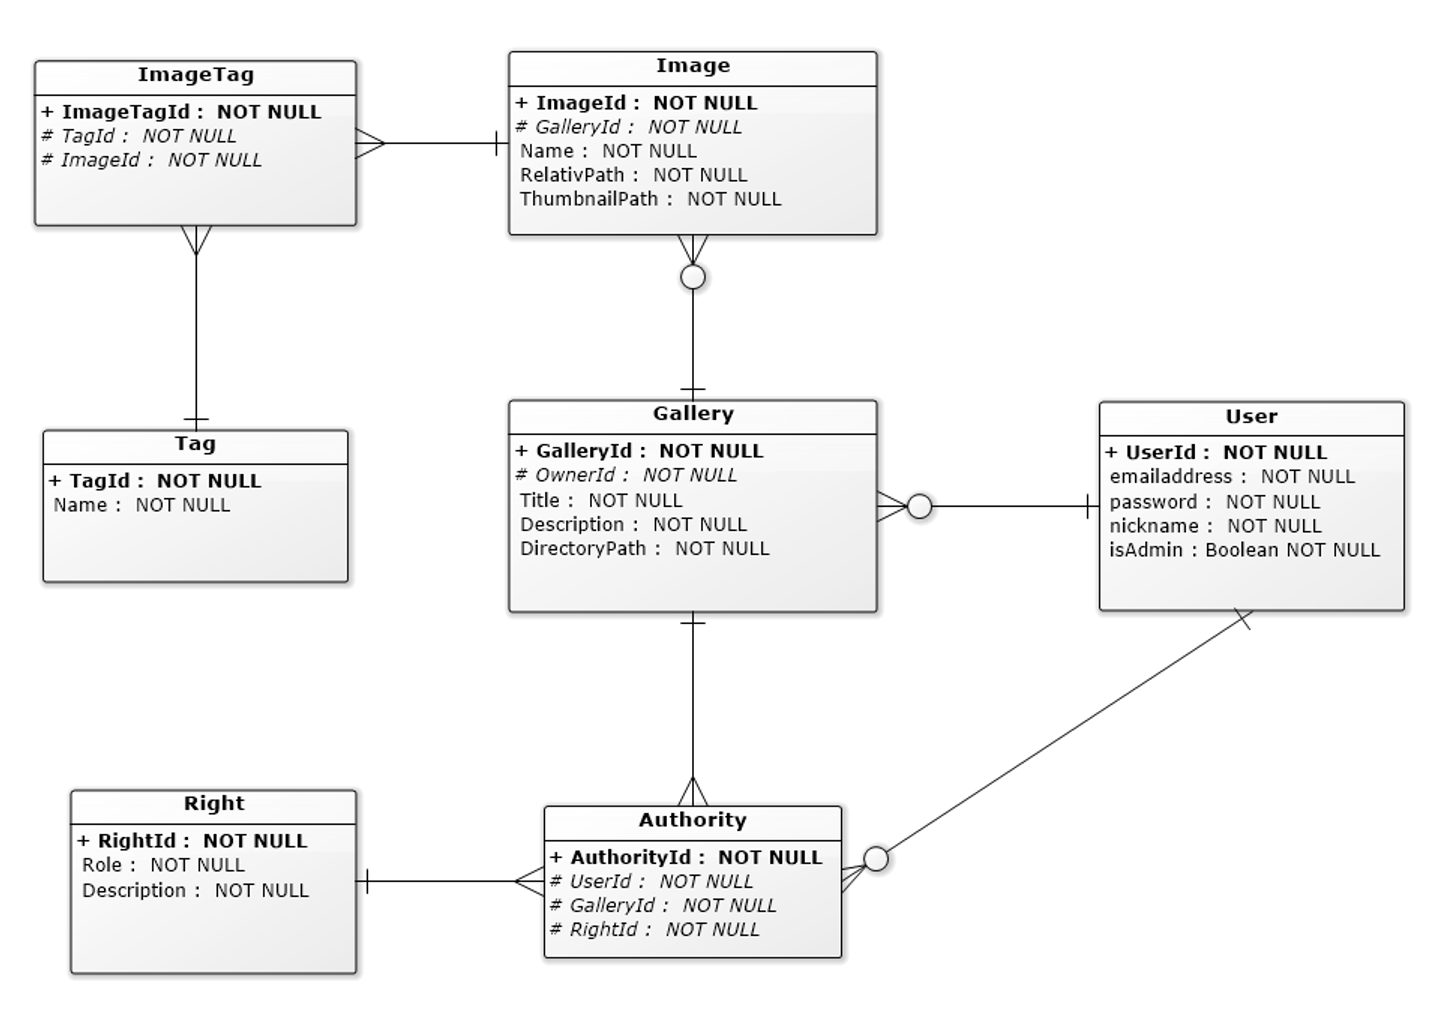 ImageTag
+ ImageTagId : NOT NULL
# TagId : NOT NULL
# ImageId : NOT NULL
Image
+ ImageId : NOT NULL
# GalleryId : NOT NULL
Name : NOT NULL
RelativPath : NOT NULL
ThumbnailPath : NOT NULL
Tag
+ TagId : NOT NULL
Name : NOT NULL
Gallery
+ GalleryId : NOT NULL
# OwnerId : NOT NULL
Title : NOT NULL
Description : NOT NULL
DirectoryPath : NOT NULL
User
+ UserId : NOT NULL
emailaddress : NOT NULL
password : NOT NULL
nickname : NOT NULL
isAdmin : Boolean NOT NULL
Right
+ RightId : NOT NULL
Role : NOT NULL
Description : NOT NULL
Authority
+ AuthorityId : NOT NULL
# UserId : NOT NULL
# GalleryId : NOT NULL
# RightId : NOT NULL